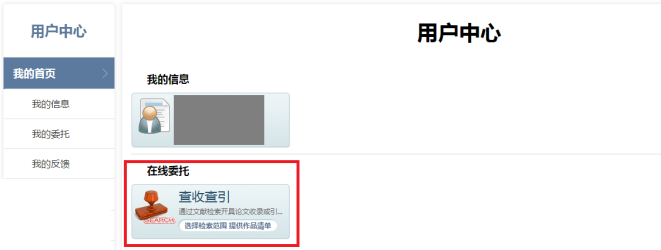 用户中心
我的首页
我的信息
我的委托
我的反馈
用户中心
我的信息
在线委托
查收查引
通过文献检索开具论文收录或引...
选择检索范围 提供作品清单
SEARCH